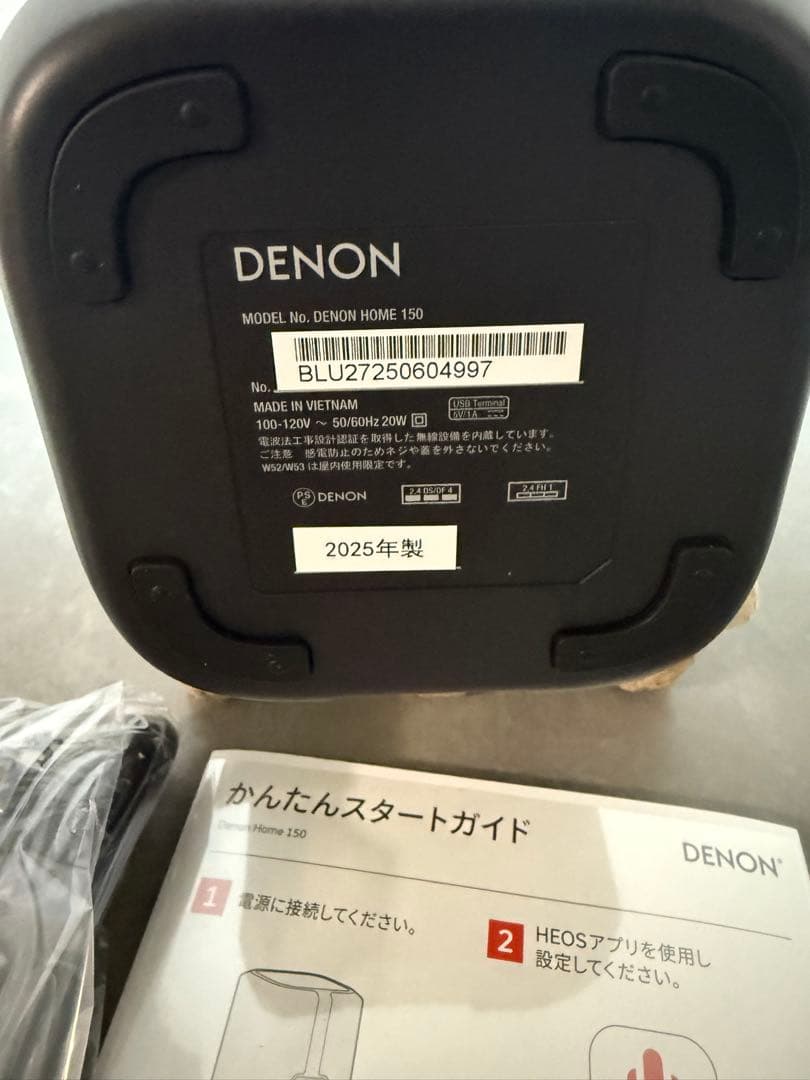 DENON
MODEL No. DENON HOME 150
BLU27250604997
No.
MADE IN VIETNAM
100-120V ～ 50/60Hz 20W
USB Terminal
5V/1A
電波法工事設計認証を取得した無線設備を内蔵しています。
ご注意 感電防止のためネジや蓋を外さないでください。
W52/W53 は屋内使用限定です。
PS E DENON
2.4 DS/OF 4
2.4 FH 1
2025年製
かんたんスタートガイド
Denon Home 150
DENON®
1 電源に接続してください。
2 HEOSアプリを使用し
設定してください。